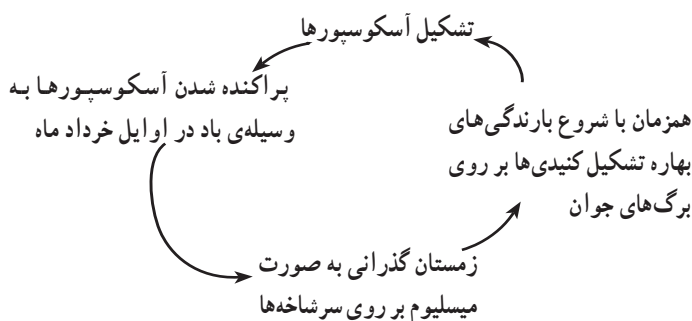 تشکیل آسکوسپورها
پراکنده شدن آسکوسپورها به
وسیله‌ی باد در اوایل خرداد ماه
همزمان با شروع بارندگی‌های
بهاره تشکیل کنیدی‌ها بر روی
برگ‌های جوان
زمستان گذرانی به صورت
میسلیوم بر روی سرشاخه‌ها